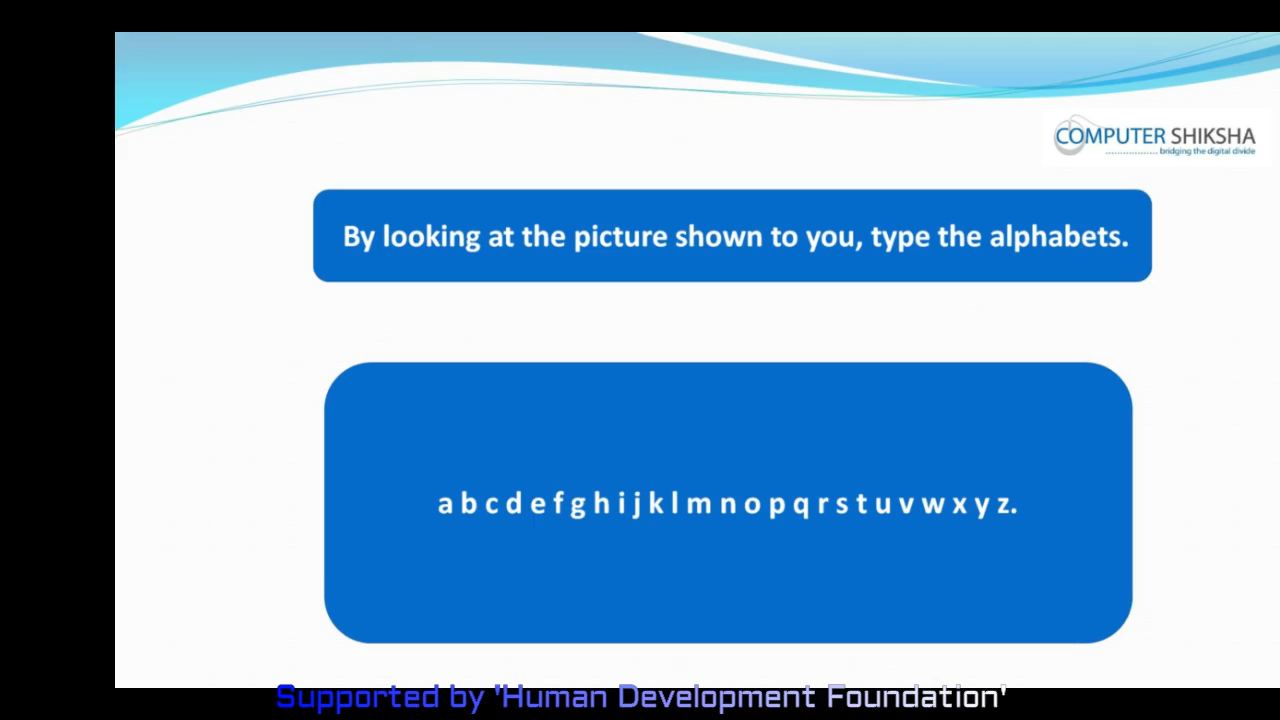 COMPUTER SHIKSHA
.................. bridging the digital divide
By looking at the picture shown to you, type the alphabets.
a b c d e f g h i j k l m n o p q r s t u v w x y z.
Supported by 'Human Development Foundation'